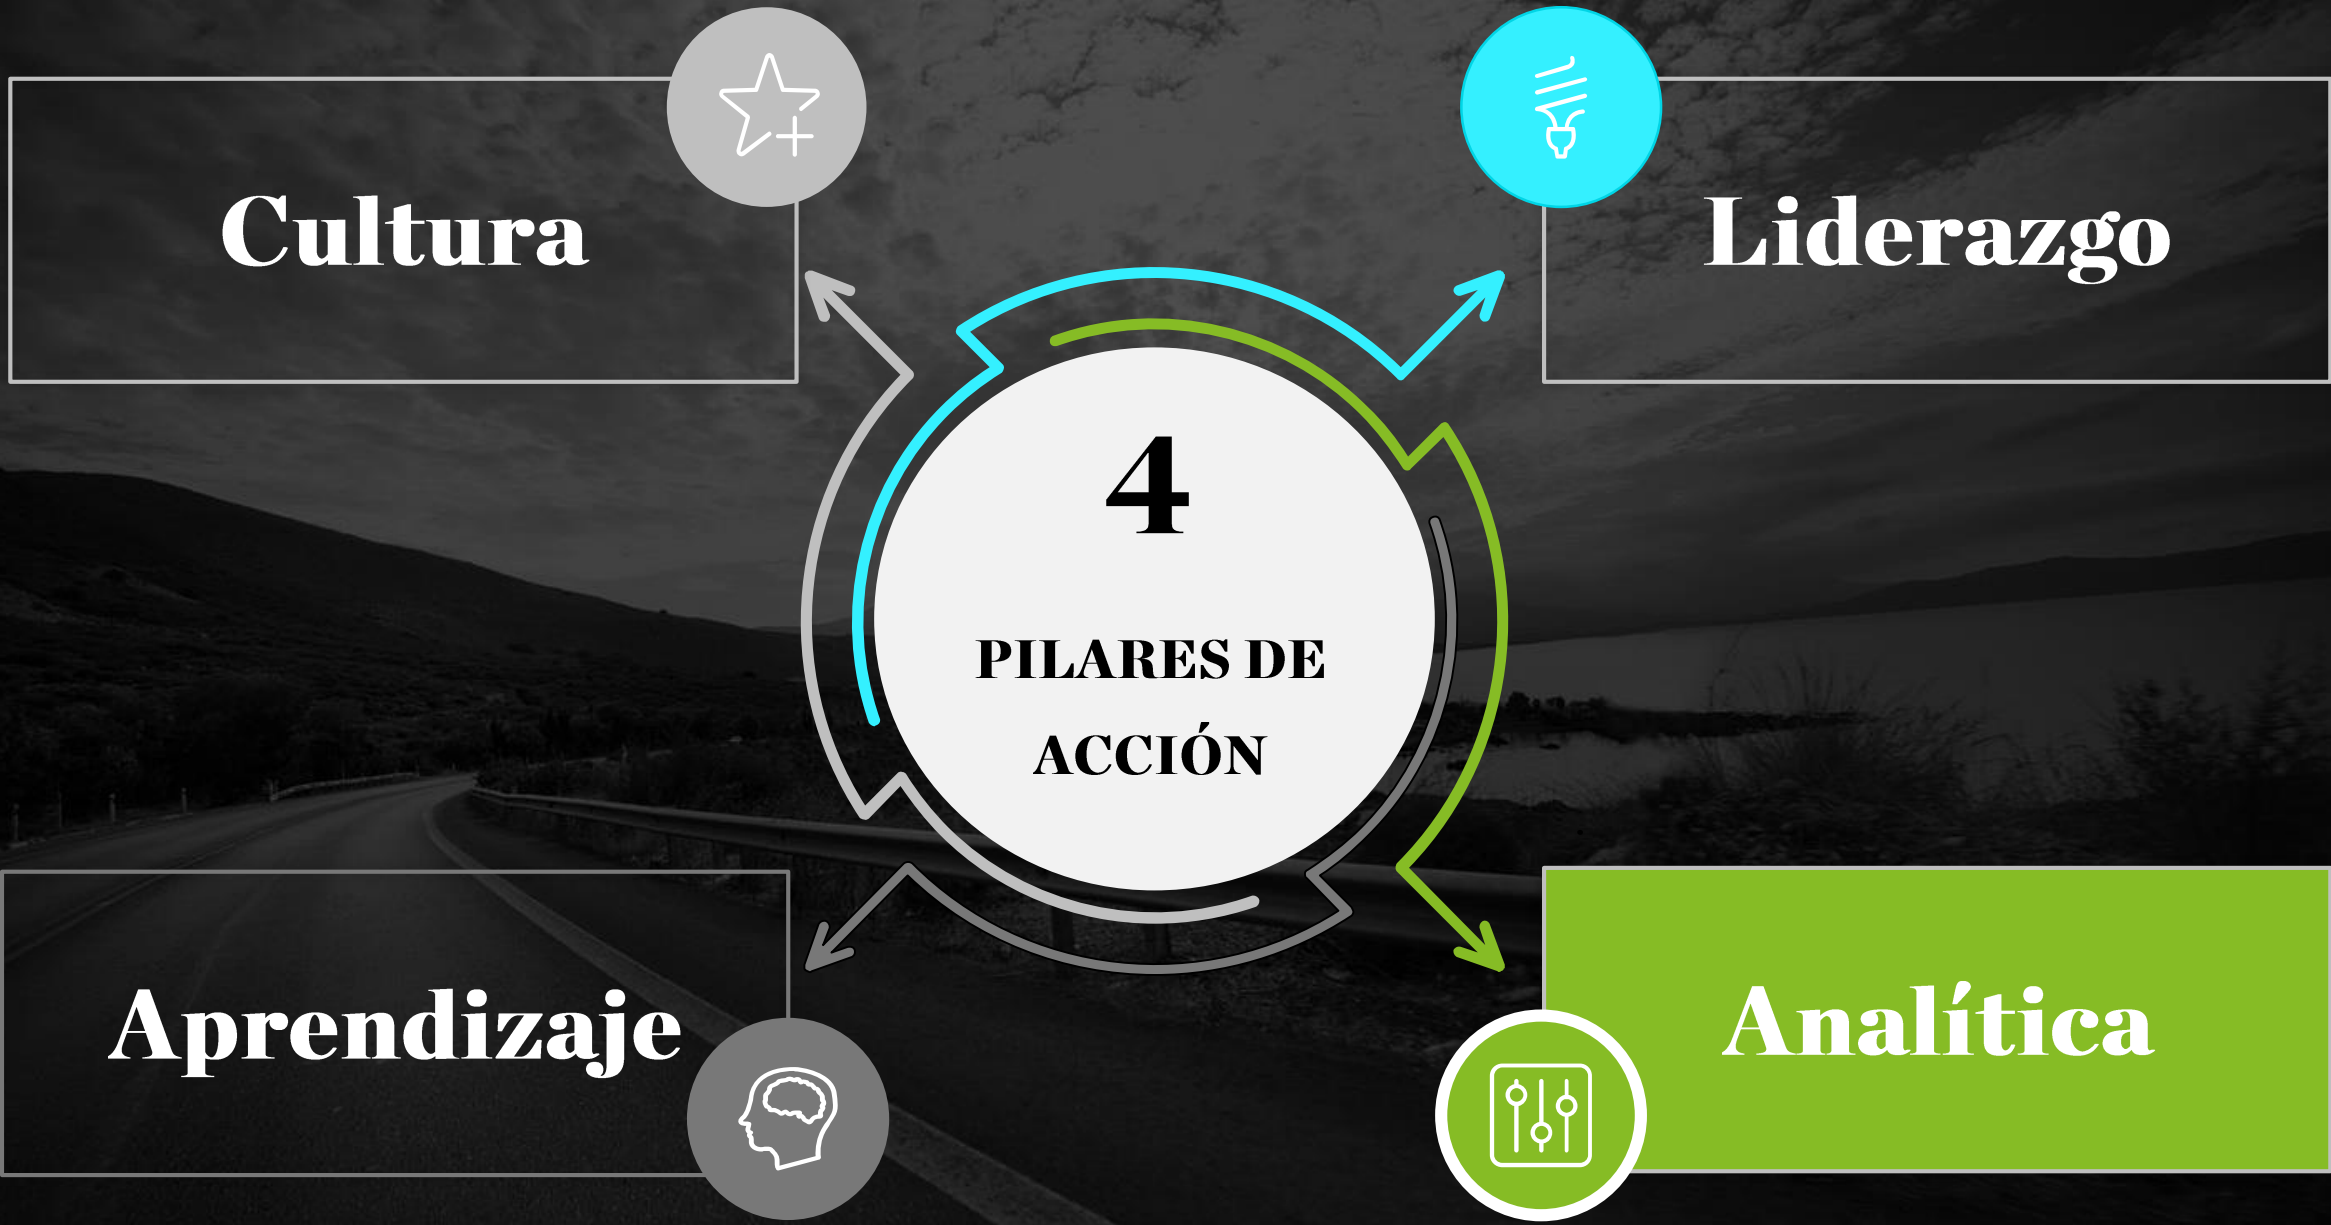 Cultura
Liderazgo
4
PILARES DE
ACCIÓN
Aprendizaje
Analítica